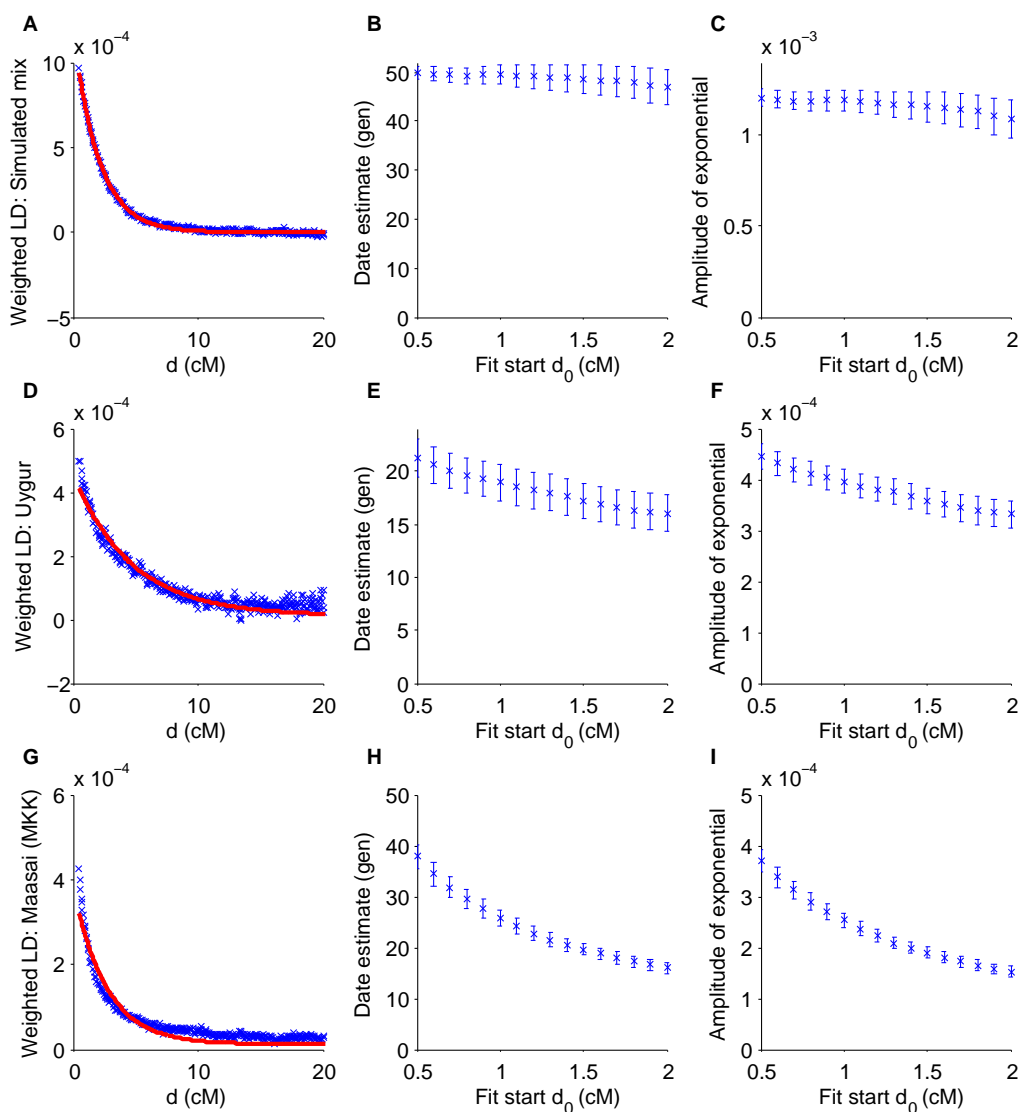 A
x 10⁻⁴
10
5
0
−5
0
10
20
d (cM)
Weighted LD: Simulated mix
B
50
40
30
20
10
0
0.5
1
1.5
2
Fit start d₀ (cM)
Date estimate (gen)
C
x 10⁻³
1
0.5
0
0.5
1
1.5
2
Fit start d₀ (cM)
Amplitude of exponential
D
x 10⁻⁴
6
4
2
0
−2
0
10
20
d (cM)
Weighted LD: Uygur
E
20
15
10
5
0
0.5
1
1.5
2
Fit start d₀ (cM)
Date estimate (gen)
F
x 10⁻⁴
5
4
3
2
1
0
0.5
1
1.5
2
Fit start d₀ (cM)
Amplitude of exponential
G
x 10⁻⁴
6
4
2
0
0
10
20
d (cM)
Weighted LD: Maasai (MKK)
H
50
40
30
20
10
0
0.5
1
1.5
2
Fit start d₀ (cM)
Date estimate (gen)
I
x 10⁻⁴
5
4
3
2
1
0
0.5
1
1.5
2
Fit start d₀ (cM)
Amplitude of exponential